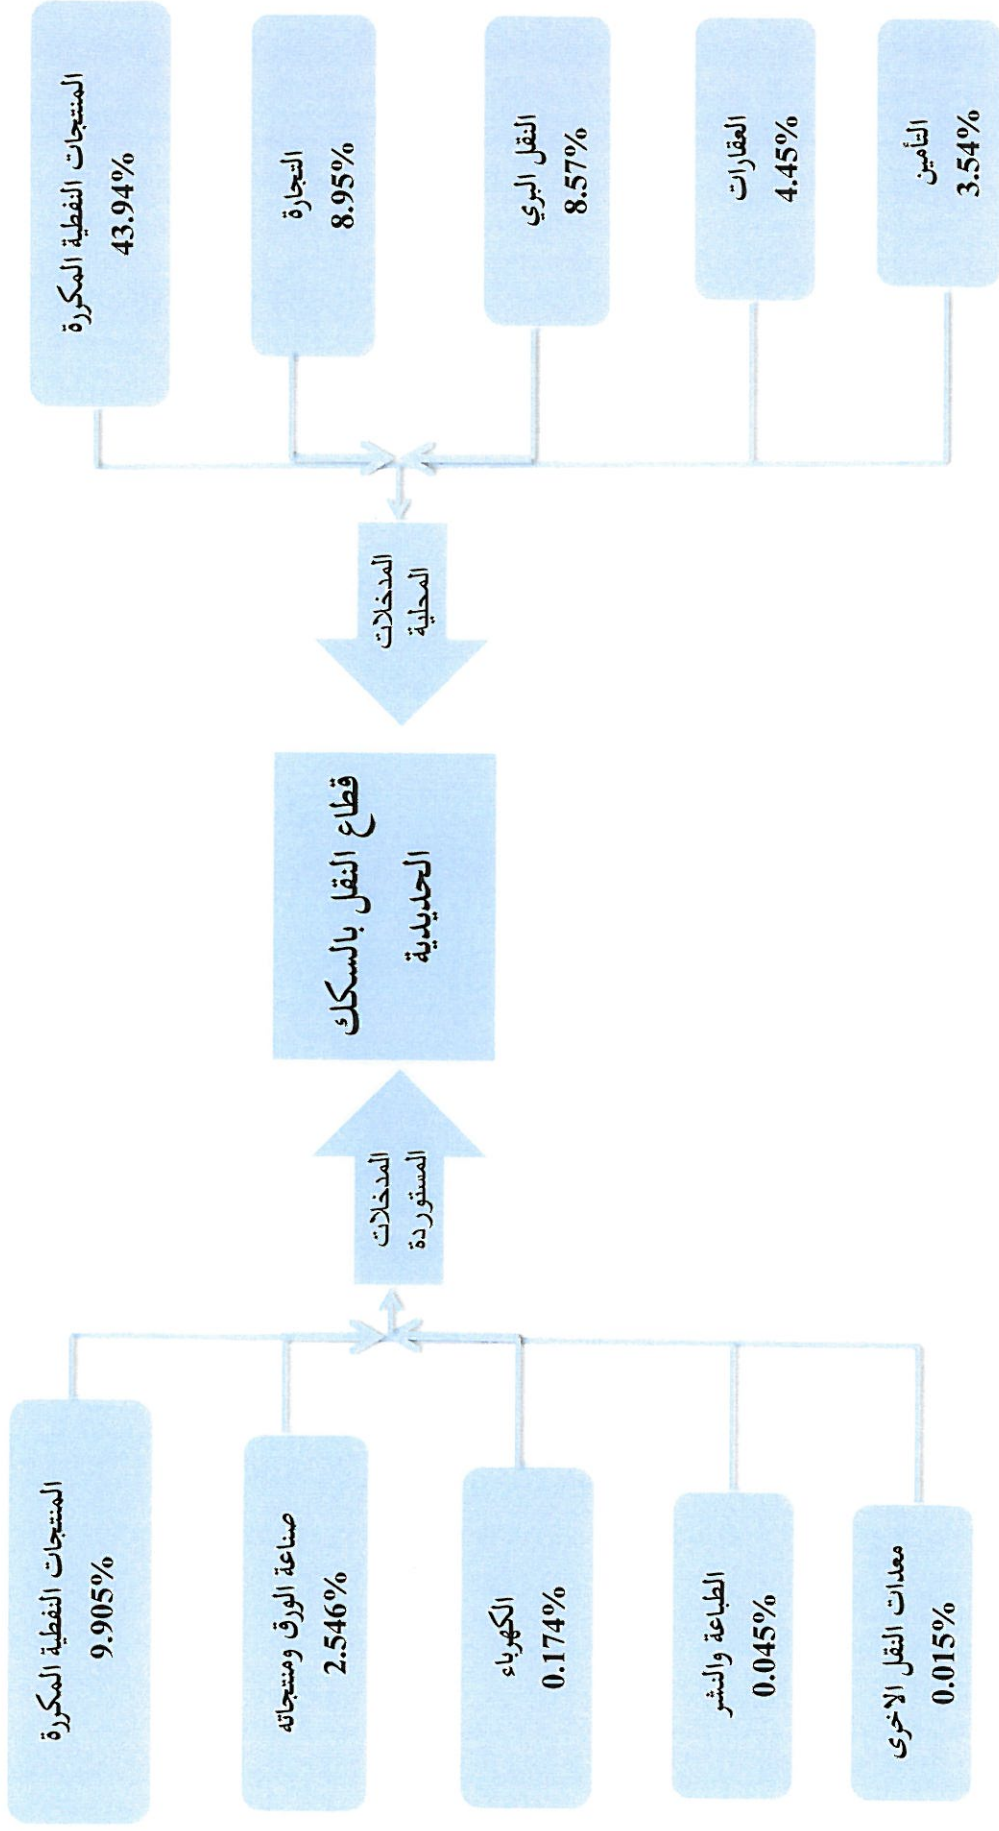 المنتجات النفطية المكررة
43.94%
التجارة
8.95%
النقل البري
8.57%
العقارات
4.45%
التأمين
3.54%
المدخلات
المحلية
قطاع النقل بالسكك
الحديدية
المدخلات
المستوردة
المنتجات النفطية المكررة
9.905%
صناعة الورق ومنتجاته
2.546%
الكهرباء
0.174%
الطباعة والنشر
0.045%
معدات النقل الاخرى
0.015%